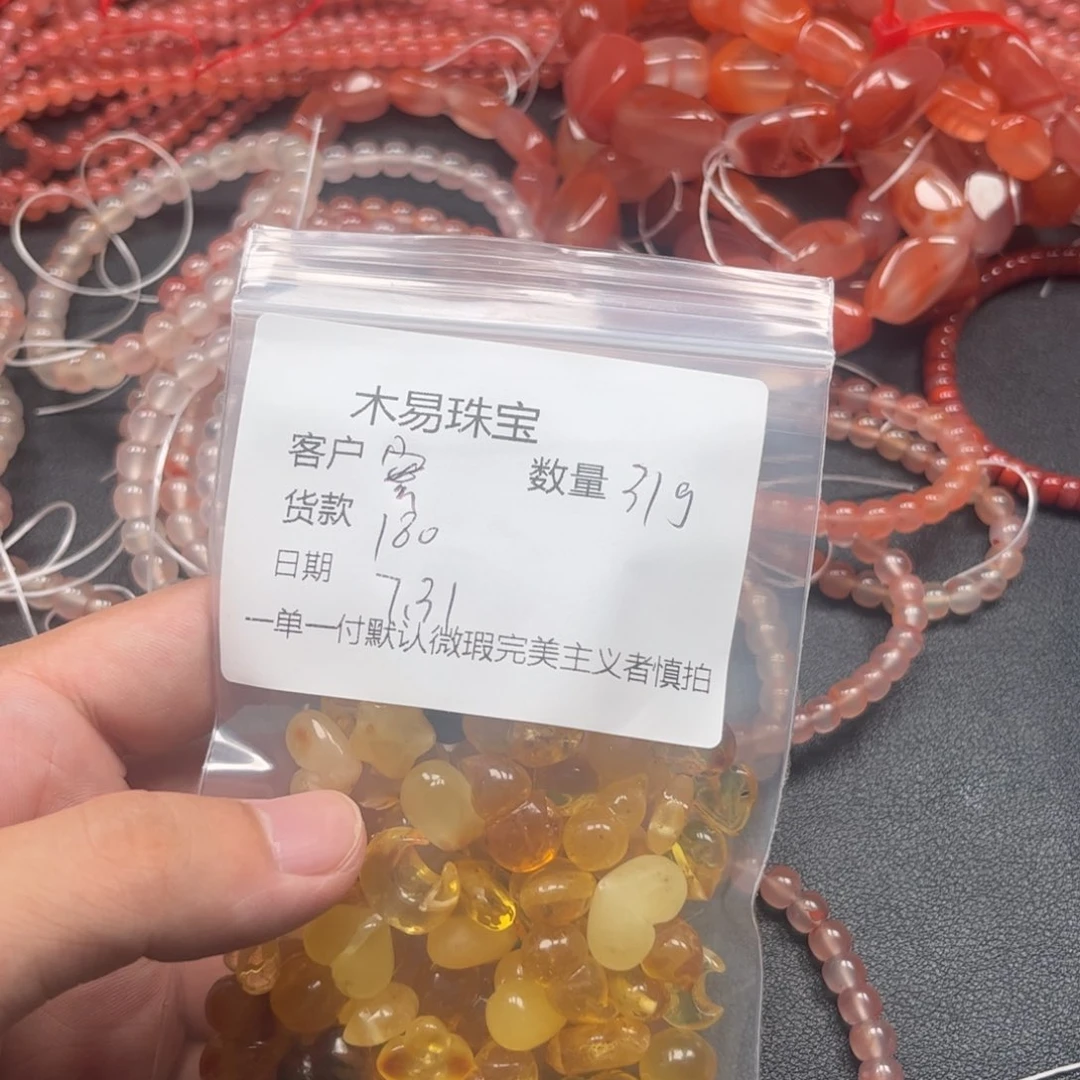 木易珠宝
客户 数量 31g
货款 180
日期 7.31
一单一付默认微瑕完美主义者慎拍